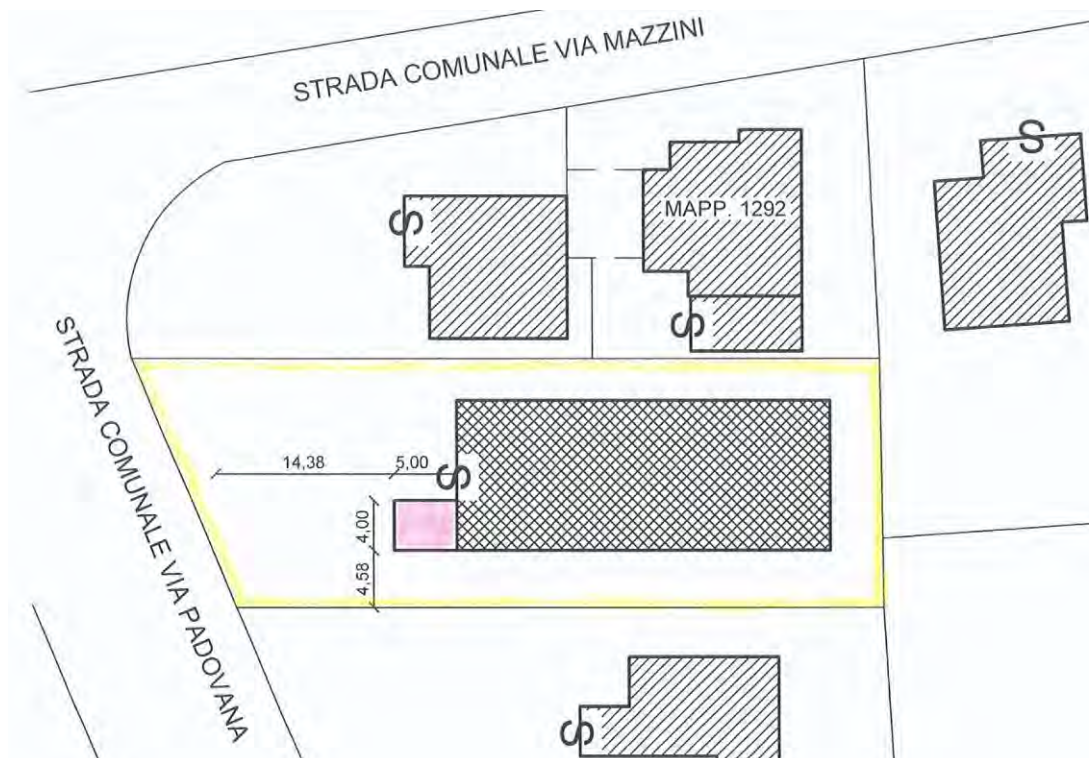 STRADA COMUNALE VIA MAZZINI
S
S
MAPP. 1292
S
STRADA COMUNALE VIA PADOVANA
14,38
5,00
S
4,00
4,58
S